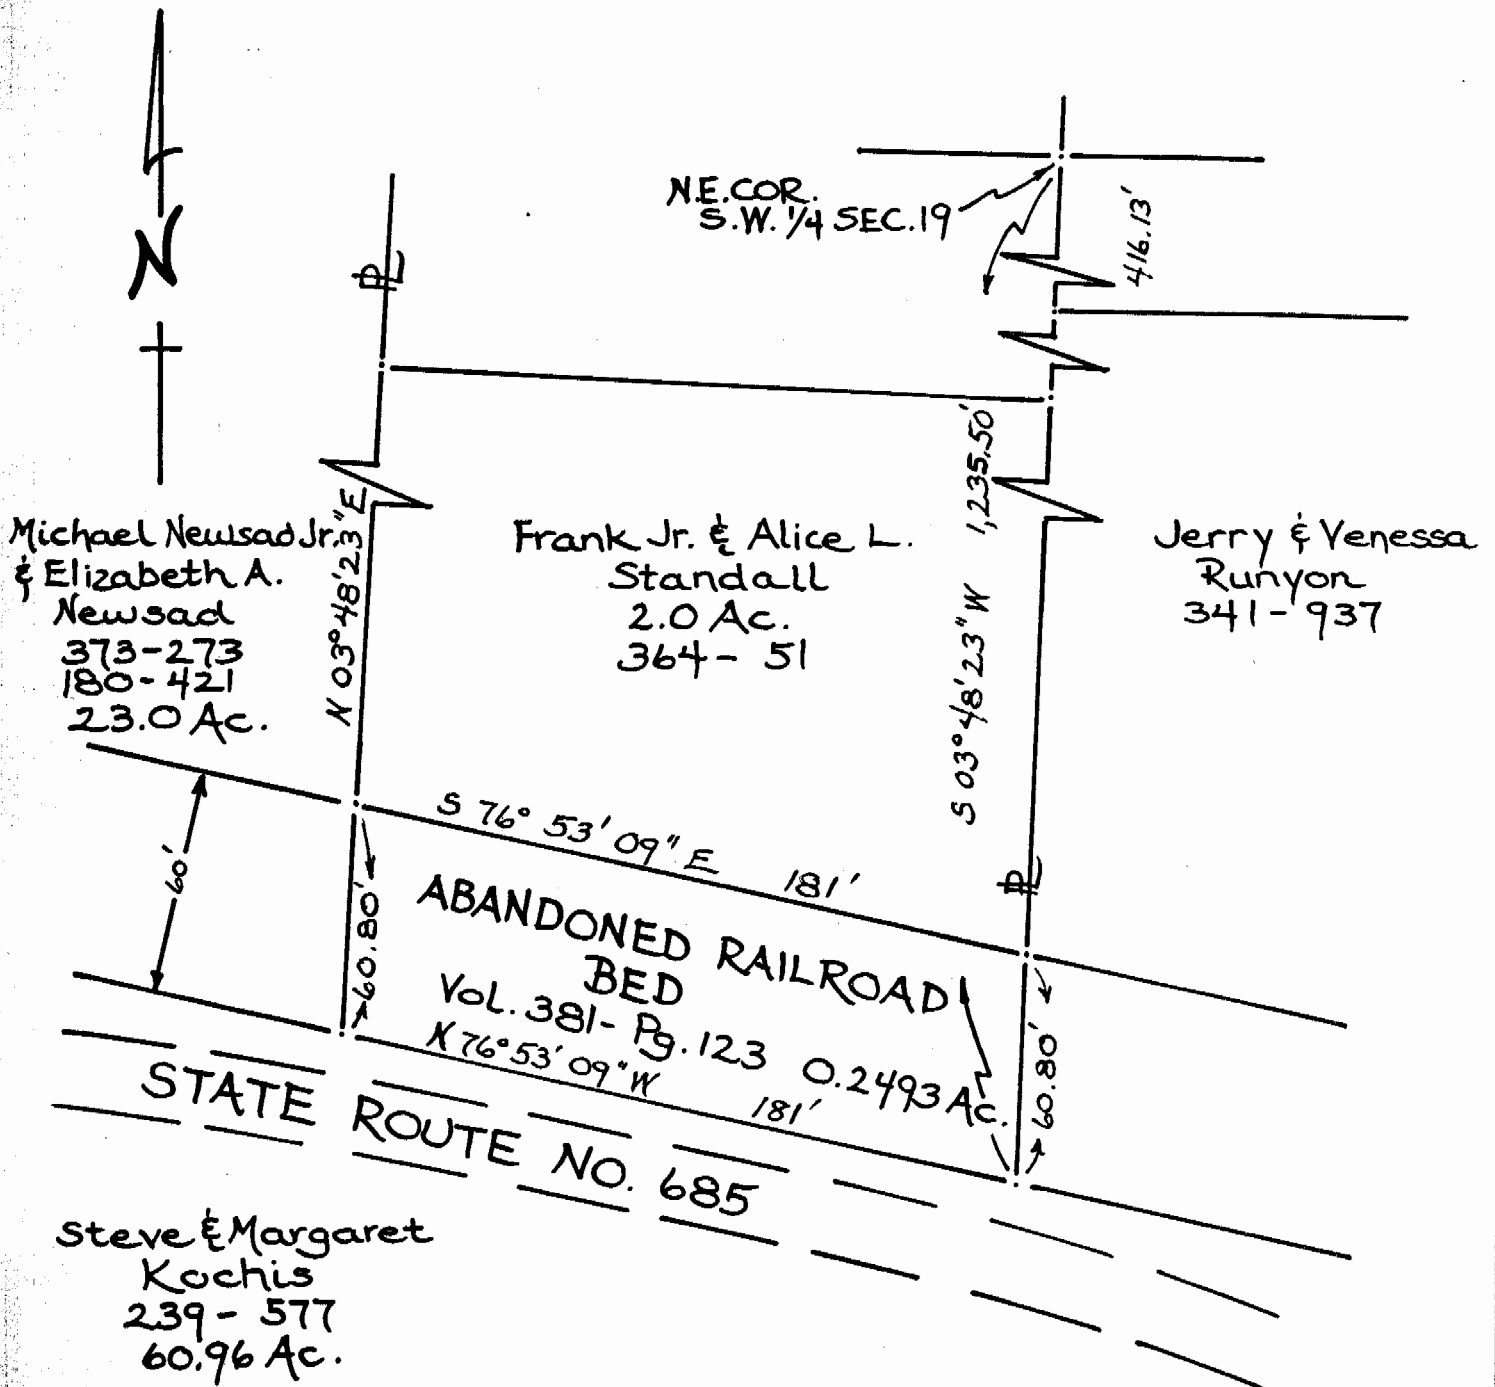 N
N.E.COR.
S.W. 1/4 SEC.19
416.13'
PL
Michael Newsad Jr.
& Elizabeth A.
Newsad
373-273
180-421
23.0 Ac.
N 03° 48' 23" E
Frank Jr. & Alice L.
Standall
2.0 Ac.
364- 51
S 03° 48' 23" W 1,235.50'
Jerry & Venessa
Runyon
341- 937
PL
60'
S 76° 53' 09" E 181'
60.80'
ABANDONED RAILROAD
BED
VOL. 381- Pg. 123 0.2493 Ac.
N 76° 53' 09" W 181'
60.80'
STATE ROUTE NO. 685
Steve & Margaret
Kochis
239- 577
60.96 Ac.